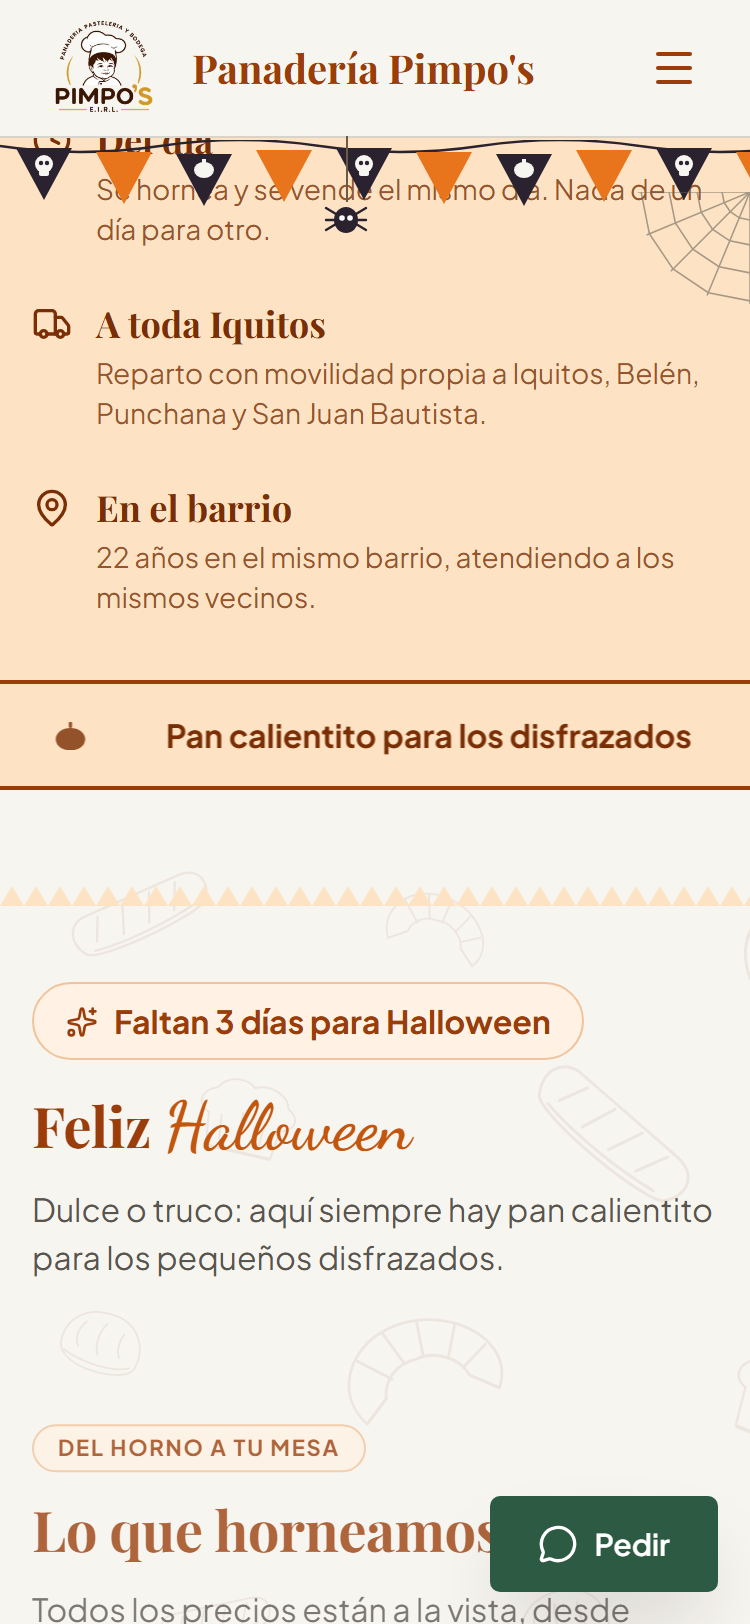 PANADERÍA PASTELERÍA Y BODEGA
PIMPO'S
E.I.R.L.
Panadería Pimpo's
Del día
Se hornea y se vende el mismo día. Nada de un
día para otro.
A toda Iquitos
Reparto con movilidad propia a Iquitos, Belén,
Punchana y San Juan Bautista.
En el barrio
22 años en el mismo barrio, atendiendo a los
mismos vecinos.
Pan calientito para los disfrazados
Faltan 3 días para Halloween
Feliz Halloween
Dulce o truco: aquí siempre hay pan calientito
para los pequeños disfrazados.
DEL HORNO A TU MESA
Lo que horneamos
Pedir
Todos los precios están a la vista, desde